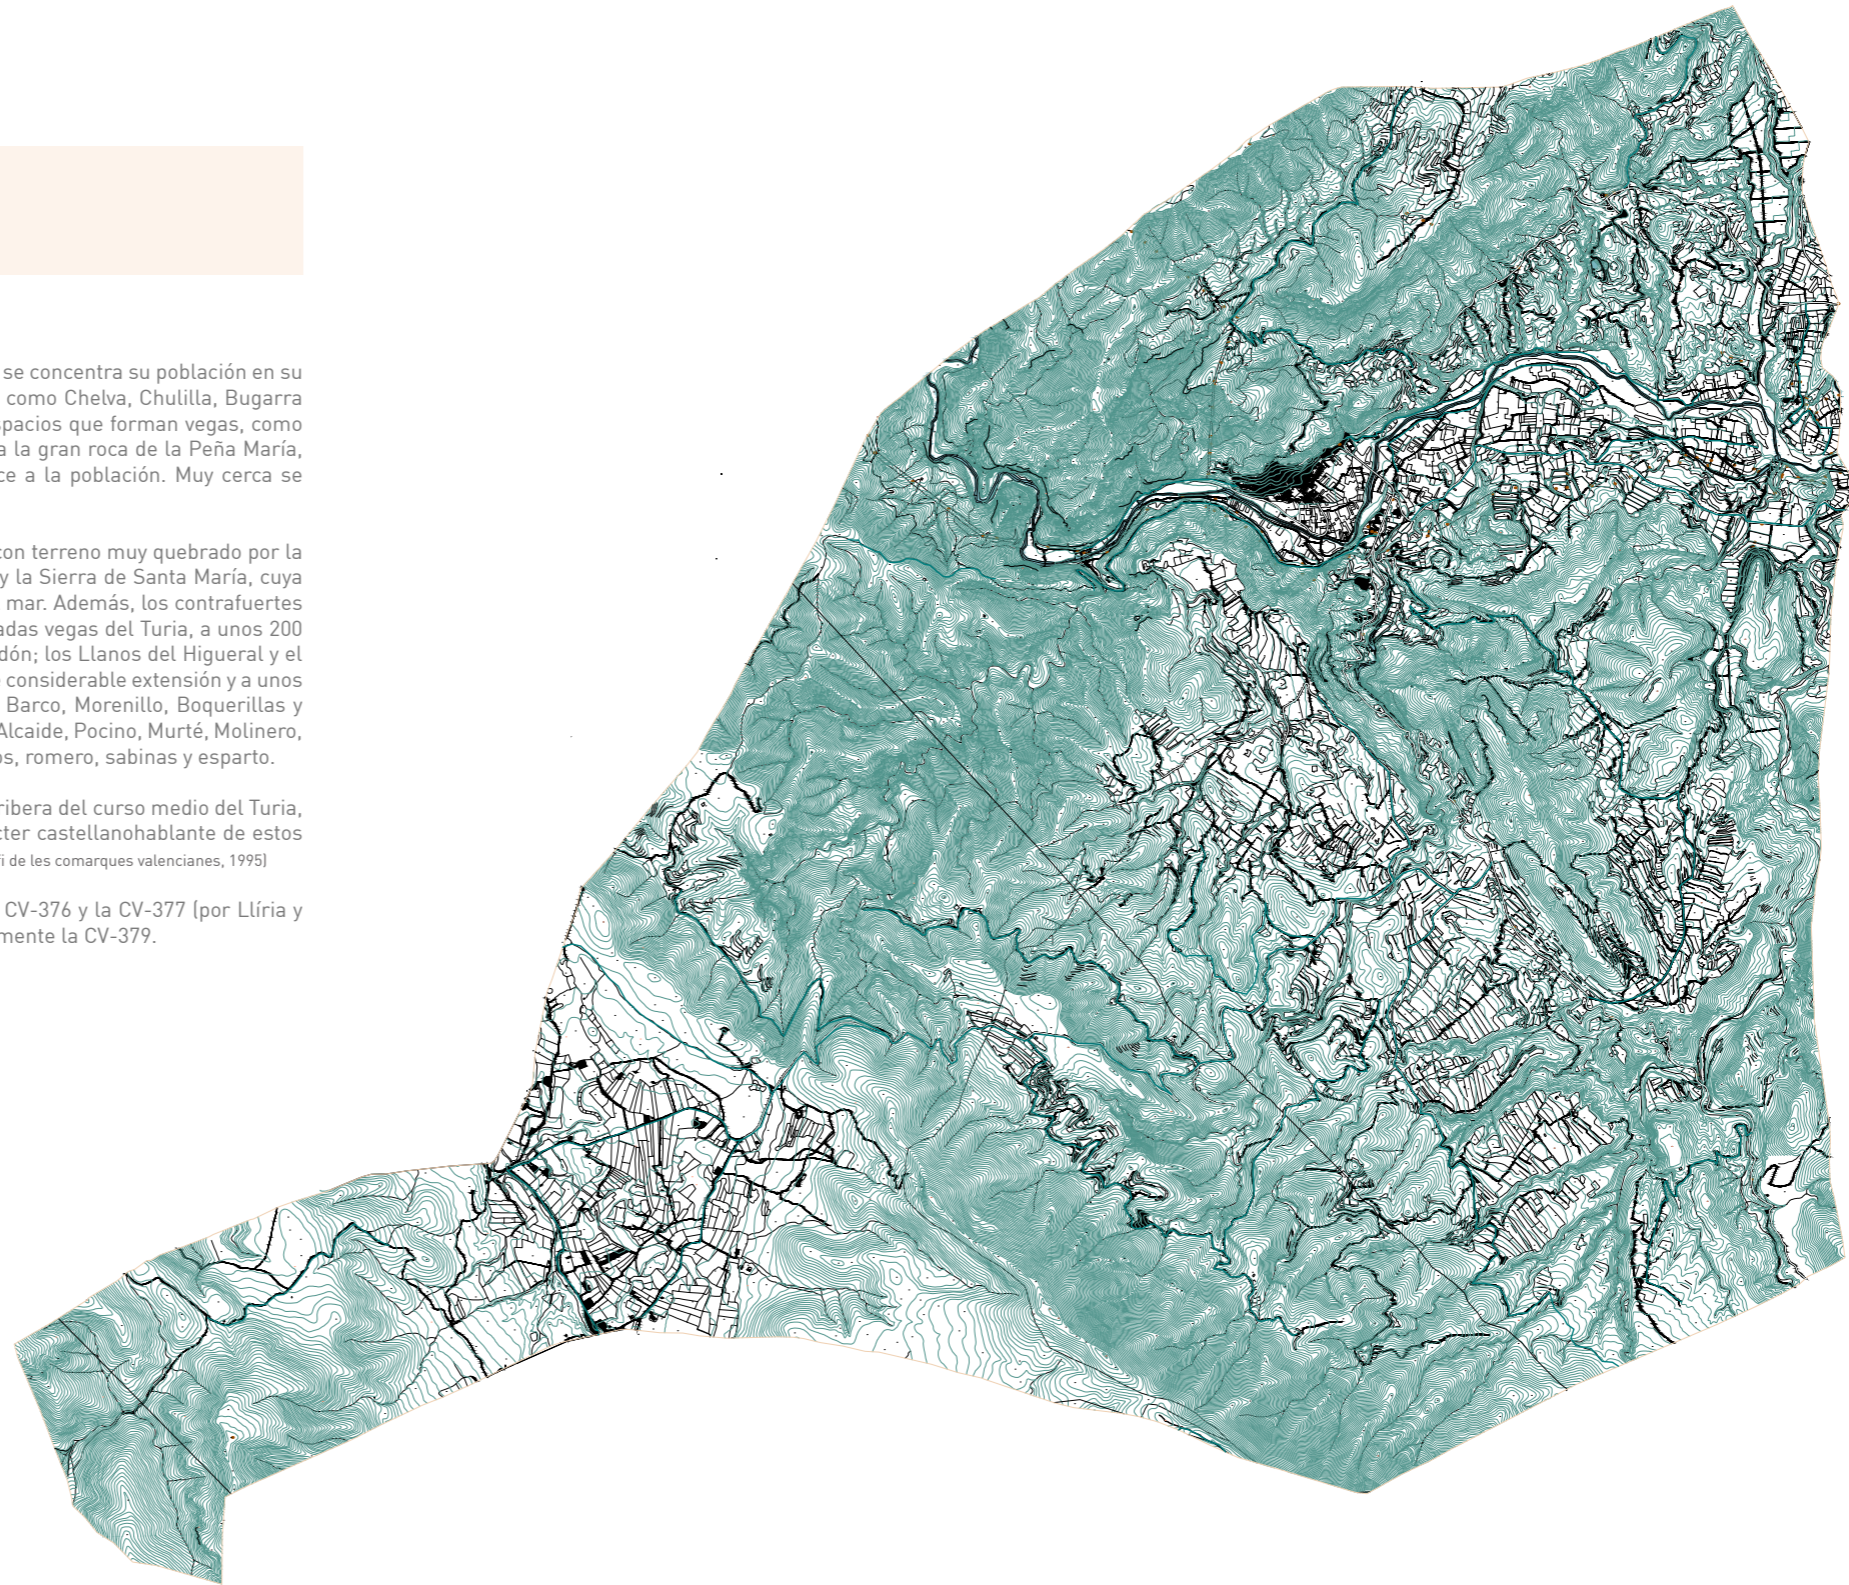 se concentra su población en su
como Chelva, Chulilla, Bugarra
spacios que forman vegas, como
a la gran roca de la Peña María,
ce a la población. Muy cerca se
con terreno muy quebrado por la
y la Sierra de Santa María, cuya
mar. Además, los contrafuertes
adas vegas del Turia, a unos 200
dón; los Llanos del Higueral y el
considerable extensión y a unos
Barco, Morenillo, Boquerillas y
Alcaide, Pocino, Murté, Molinero,
os, romero, sabinas y esparto.
ribera del curso medio del Turia,
cter castellanohablante de estos
fi de les comarques valencianes, 1995)
CV-376 y la CV-377 (por Llíria y
mente la CV-379.